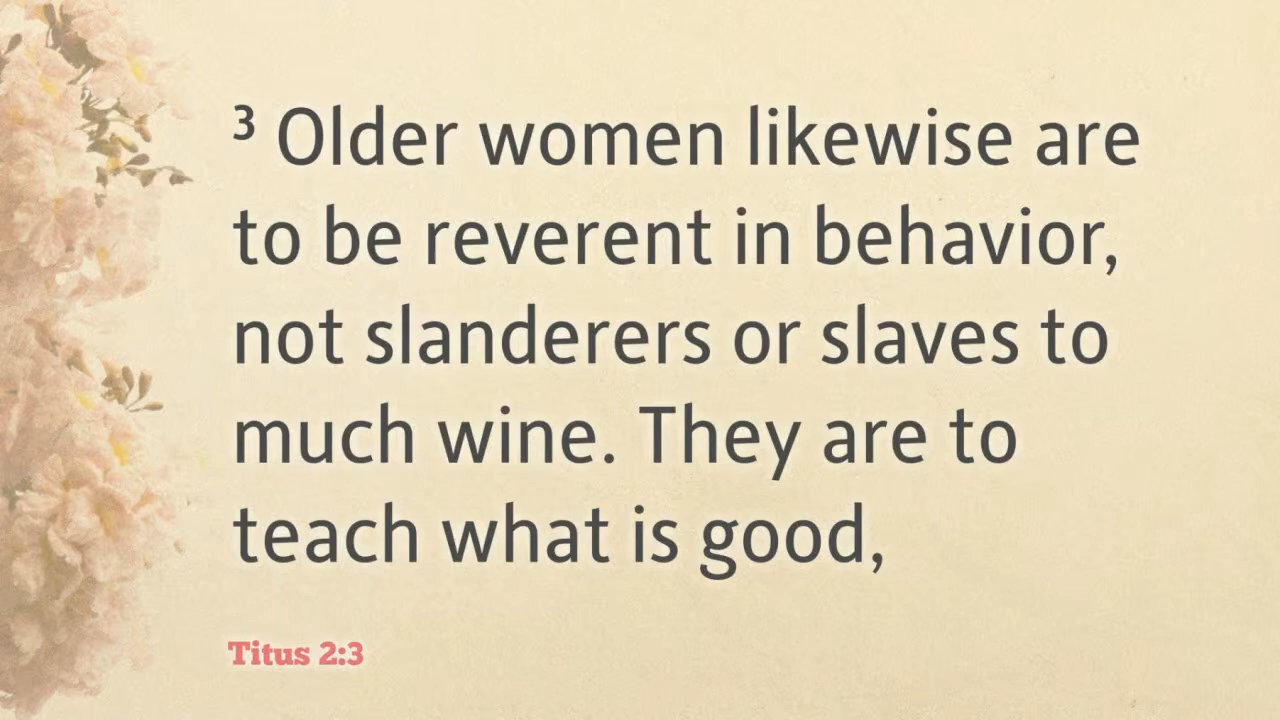 ³ Older women likewise are
to be reverent in behavior,
not slanderers or slaves to
much wine. They are to
teach what is good,
Titus 2:3